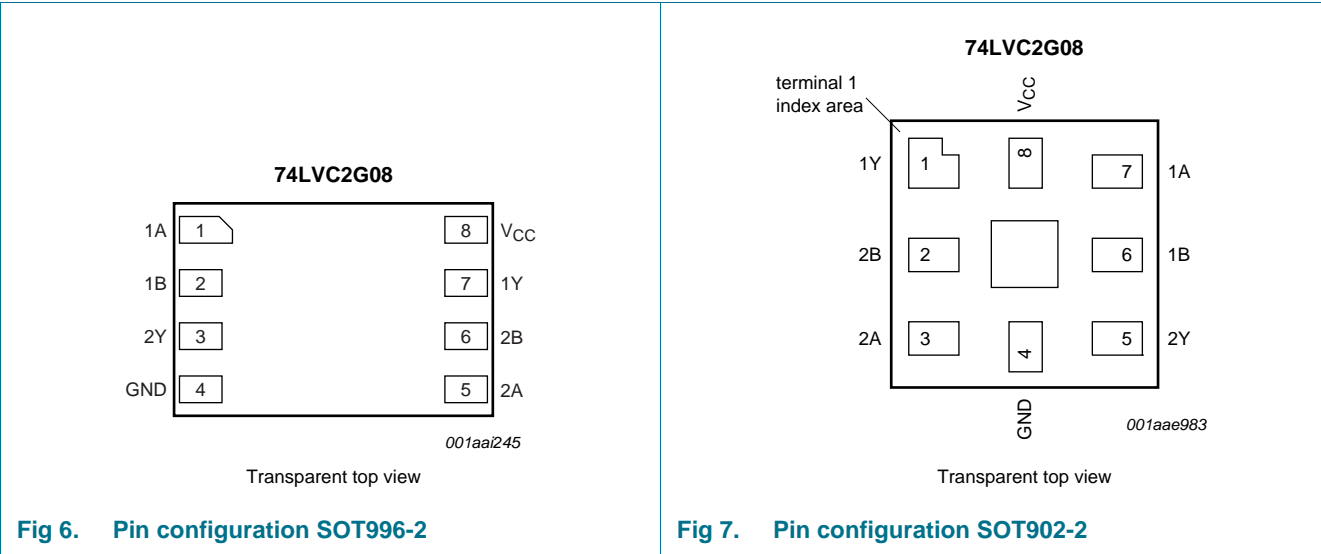 74LVC2G08
1A 1 8 VCC
1B 2 7 1Y
2Y 3 6 2B
GND 4 5 2A
001aai245
Transparent top view
Fig 6. Pin configuration SOT996-2
74LVC2G08
terminal 1
index area
VCC
1Y 1 8 7 1A
2B 2 6 1B
2A 3 4 5 2Y
GND
001aae983
Transparent top view
Fig 7. Pin configuration SOT902-2